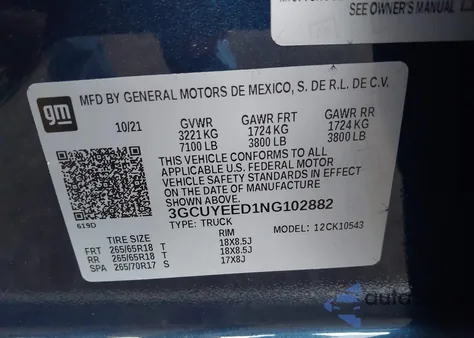 SEE OWNER'S MANUAL
gm
MFD BY GENERAL MOTORS DE MEXICO, S. DE R.L. DE C.V.
10/21 GVWR GAWR FRT GAWR RR
3221 KG 1724 KG 1724 KG
7100 LB 3800 LB 3800 LB
THIS VEHICLE CONFORMS TO ALL
APPLICABLE U.S. FEDERAL MOTOR
VEHICLE SAFETY STANDARDS IN EFFECT
ON THE DATE OF MANUFACTURE
SHOWN ABOVE.
3GCUYEED1NG102882
619D
TYPE: TRUCK MODEL: 12CK10543
TIRE SIZE RIM
FRT 265/65R18 T 18X8.5J
RR 265/65R18 T 18X8.5J
SPA 265/70R17 S 17X8J